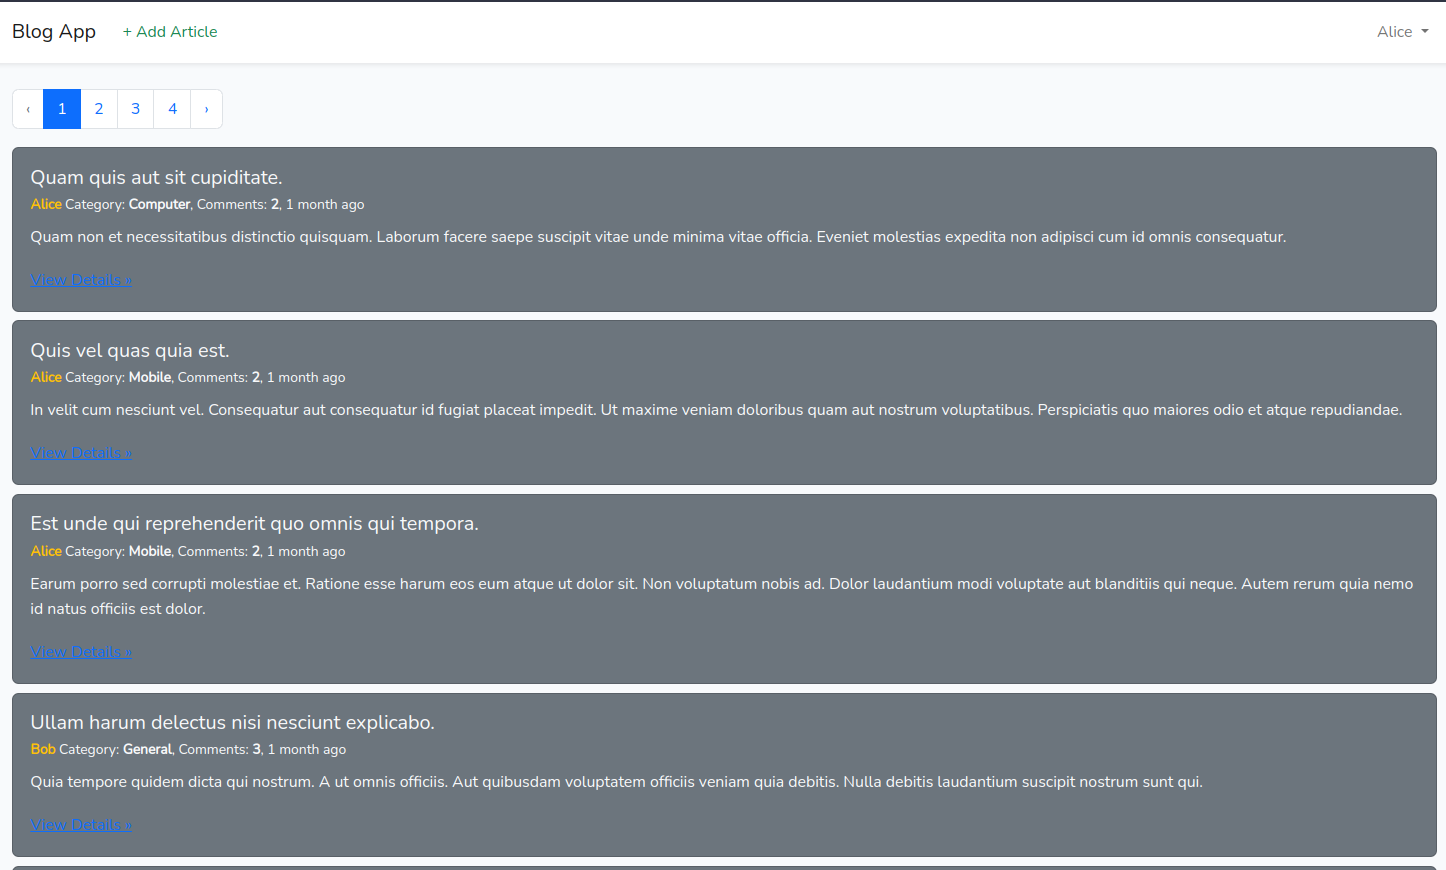 Blog App + Add Article Alice
‹ 1 2 3 4 ›
Quam quis aut sit cupiditate.
Alice Category: Computer, Comments: 2, 1 month ago
Quam non et necessitatibus distinctio quisquam. Laborum facere saepe suscipit vitae unde minima vitae officia. Eveniet molestias expedita non adipisci cum id omnis consequatur.
View Details »
Quis vel quas quia est.
Alice Category: Mobile, Comments: 2, 1 month ago
In velit cum nesciunt vel. Consequatur aut consequatur id fugiat placeat impedit. Ut maxime veniam doloribus quam aut nostrum voluptatibus. Perspiciatis quo maiores odio et atque repudiandae.
View Details »
Est unde qui reprehenderit quo omnis qui tempora.
Alice Category: Mobile, Comments: 2, 1 month ago
Earum porro sed corrupti molestiae et. Ratione esse harum eos eum atque ut dolor sit. Non voluptatum nobis ad. Dolor laudantium modi voluptate aut blanditiis qui neque. Autem rerum quia nemo
id natus officiis est dolor.
View Details »
Ullam harum delectus nisi nesciunt explicabo.
Bob Category: General, Comments: 3, 1 month ago
Quia tempore quidem dicta qui nostrum. A ut omnis officiis. Aut quibusdam voluptatem officiis veniam quia debitis. Nulla debitis laudantium suscipit nostrum sunt qui.
View Details »